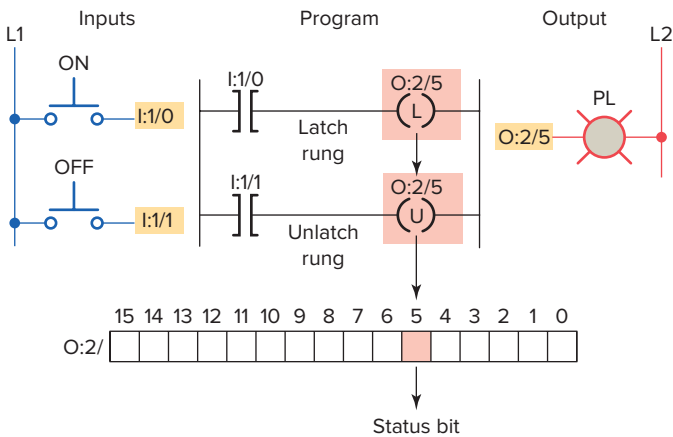 Inputs
Program
Output
L1
L2
ON
I:1/0
OFF
I:1/1
I:1/0
O:2/5
L
Latch
rung
I:1/1
O:2/5
U
Unlatch
rung
PL
O:2/5
15 14 13 12 11 10 9 8 7 6 5 4 3 2 1 0
O:2/
Status bit